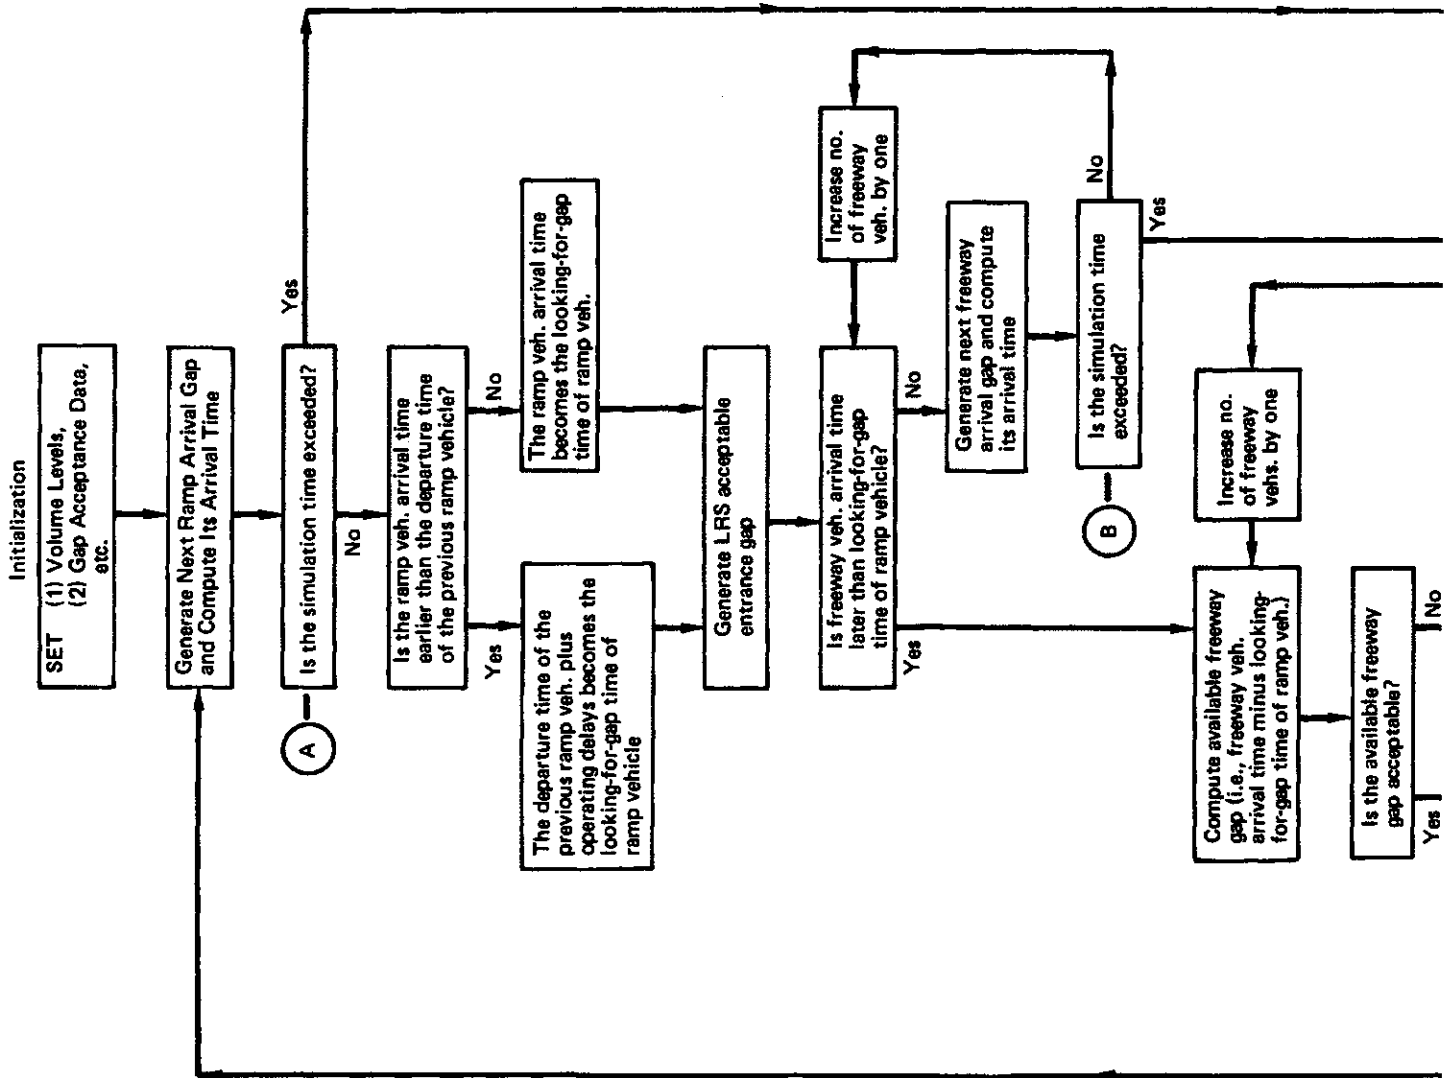 Initialization
SET (1) Volume Levels,
(2) Gap Acceptance Data,
etc.
Generate Next Ramp Arrival Gap
and Compute Its Arrival Time
Is the simulation time exceeded?
A
Yes
No
Is the ramp veh. arrival time
earlier than the departure time
of the previous ramp vehicle?
Yes
No
The departure time of the
previous ramp veh. plus
operating delays becomes the
looking-for-gap time of
ramp vehicle
The ramp veh. arrival time
becomes the looking-for-gap
time of ramp veh.
Generate LRS acceptable
entrance gap
Increase no.
of freeway
veh. by one
Is freeway veh. arrival time
later than looking-for-gap
time of ramp vehicle?
Yes
No
Generate next freeway
arrival gap and compute
its arrival time
B
Is the simulation time
exceeded?
No
Yes
Compute available freeway
gap (i.e., freeway veh.
arrival time minus looking-
for-gap time of ramp veh.)
Increase no.
of freeway
vehs. by one
Is the available freeway
gap acceptable?
Yes
No